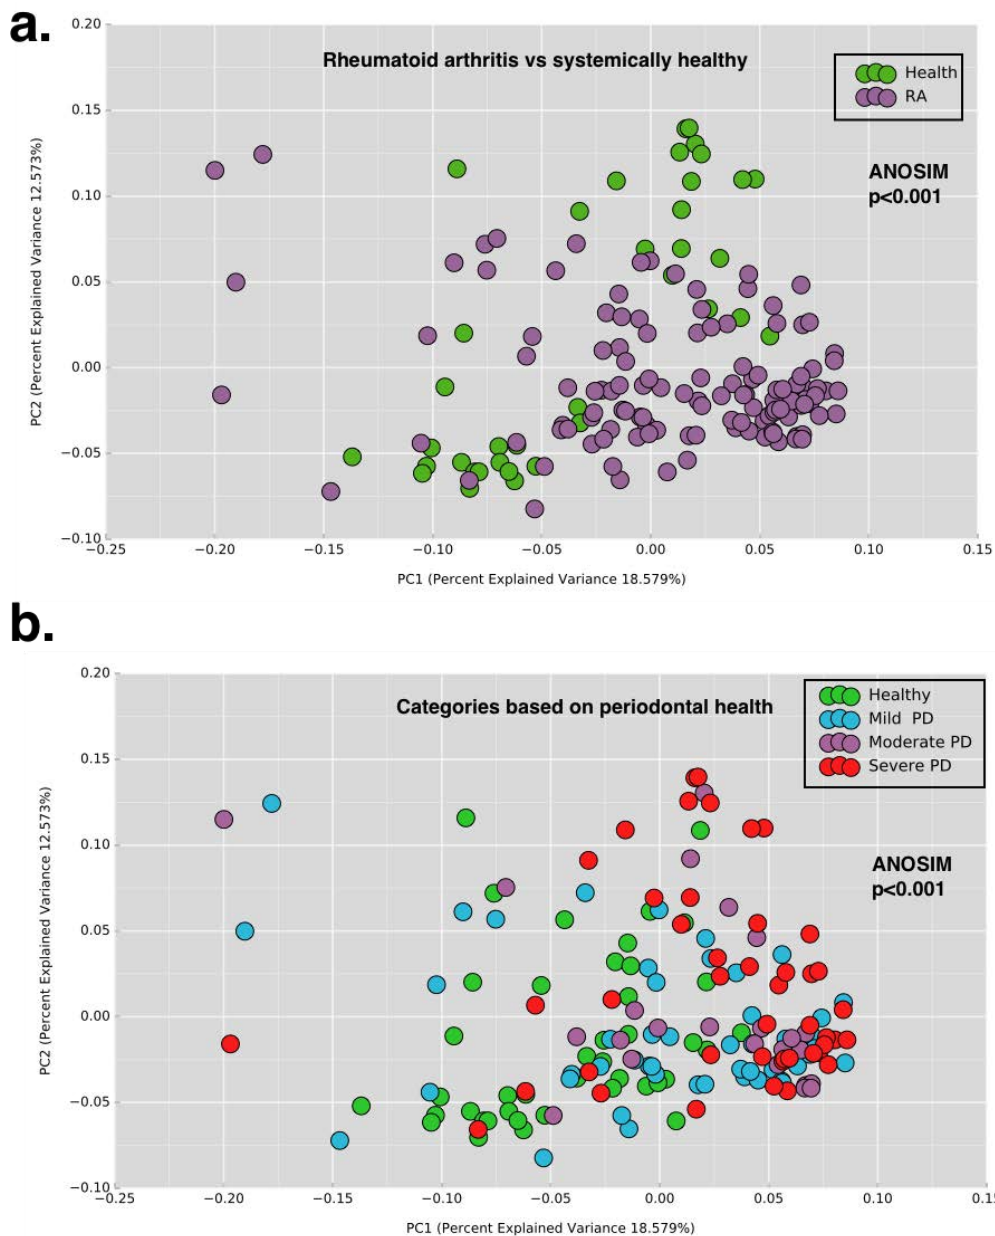 a.
0.20
Rheumatoid arthritis vs systemically healthy
Health
RA
0.15
ANOSIM
p<0.001
0.10
0.05
0.00
−0.05
−0.10
PC2 (Percent Explained Variance 12.573%)
−0.25 −0.20 −0.15 −0.10 −0.05 0.00 0.05 0.10 0.15
PC1 (Percent Explained Variance 18.579%)
b.
0.20
Categories based on periodontal health
Healthy
Mild PD
Moderate PD
Severe PD
0.15
0.10
ANOSIM
p<0.001
0.05
0.00
−0.05
−0.10
PC2 (Percent Explained Variance 12.573%)
−0.25 −0.20 −0.15 −0.10 −0.05 0.00 0.05 0.10 0.15
PC1 (Percent Explained Variance 18.579%)